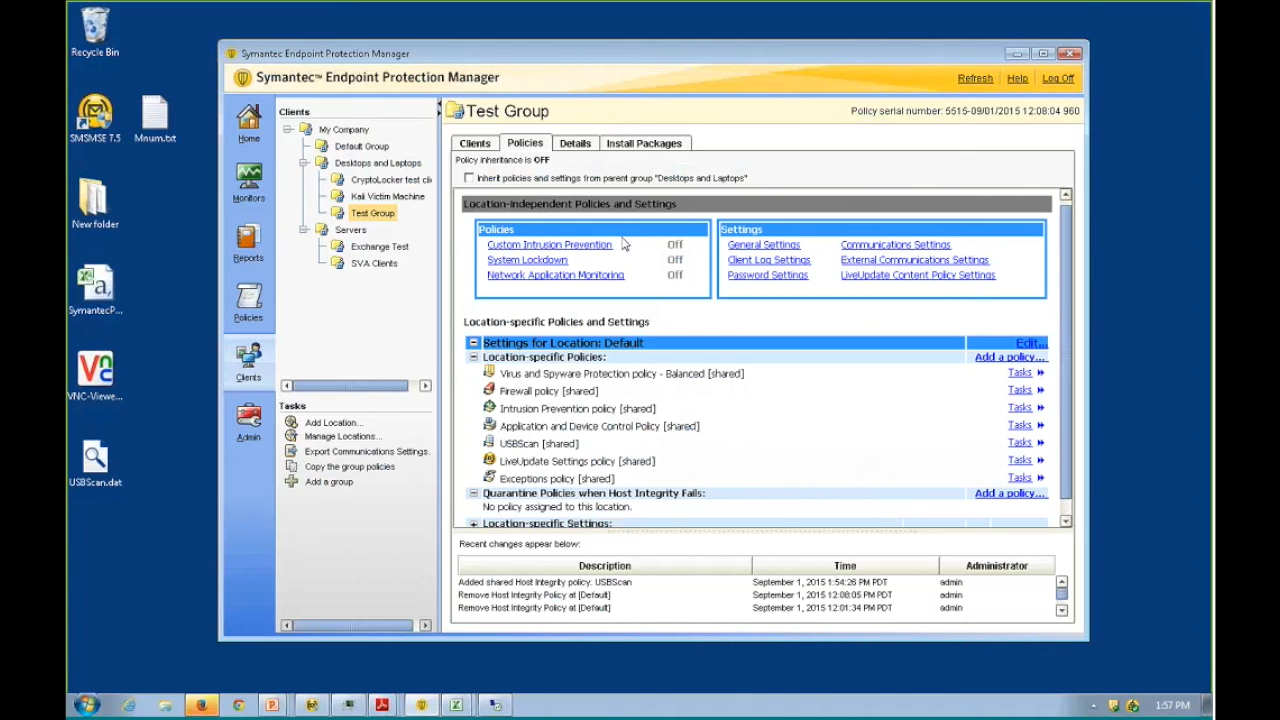 Recycle Bin
SMSMSE 7.5
Mnum.txt
New folder
SymantecP...
VNC-Viewe...
USBScan.dat
Symantec Endpoint Protection Manager
Symantec™ Endpoint Protection Manager
Refresh
Help
Log Off
Home
Monitors
Reports
Policies
Clients
Admin
Clients
My Company
Default Group
Desktops and Laptops
CryptoLocker test cli
Kali Victim Machine
Test Group
Servers
Exchange Test
SVA Clients
Tasks
Add Location...
Manage Locations...
Export Communications Settings.
Copy the group policies
Add a group
Test Group
Policy serial number: 5515-09/01/2015 12:08:04 960
Clients
Policies
Details
Install Packages
Policy inheritance is OFF
Inherit policies and settings from parent group "Desktops and Laptops"
Location-Independent Policies and Settings
Policies
Custom Intrusion Prevention Off
System Lockdown Off
Network Application Monitoring Off
Settings
General Settings Communications Settings
Client Log Settings External Communications Settings
Password Settings LiveUpdate Content Policy Settings
Location-specific Policies and Settings
Settings for Location: Default Edit...
Location-specific Policies: Add a policy...
Virus and Spyware Protection policy - Balanced [shared] Tasks
Firewall policy [shared] Tasks
Intrusion Prevention policy [shared] Tasks
Application and Device Control Policy [shared] Tasks
USBScan [shared] Tasks
LiveUpdate Settings policy [shared] Tasks
Exceptions policy [shared] Tasks
Quarantine Policies when Host Integrity Fails: Add a policy...
No policy assigned to this location.
Location-specific Settings:
Recent changes appear below:
Description Time Administrator
Added shared Host Integrity policy: USBScan September 1, 2015 1:54:26 PM PDT admin
Remove Host Integrity Policy at [Default] September 1, 2015 12:08:05 PM PDT admin
Remove Host Integrity Policy at [Default] September 1, 2015 12:01:34 PM PDT admin
1:57 PM